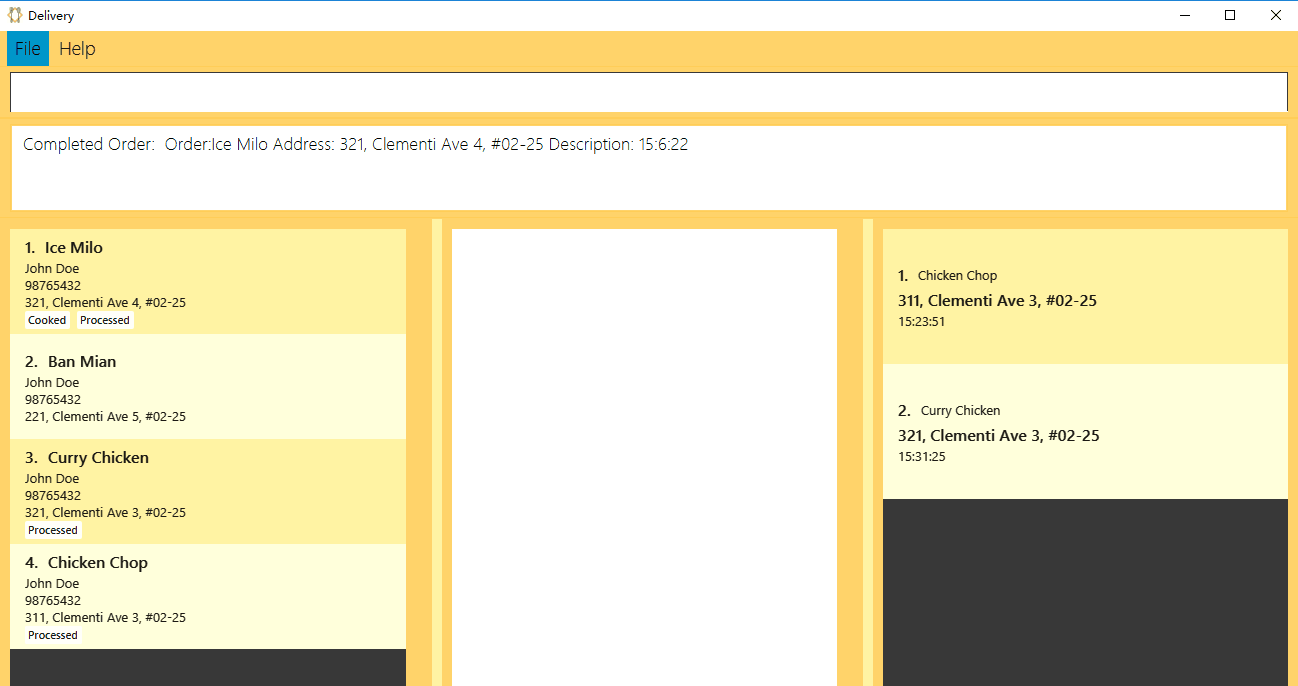 Delivery
File Help
Completed Order:  Order:Ice Milo Address: 321, Clementi Ave 4, #02-25 Description: 15:6:22
1. Ice Milo
John Doe
98765432
321, Clementi Ave 4, #02-25
Cooked Processed
2. Ban Mian
John Doe
98765432
221, Clementi Ave 5, #02-25
3. Curry Chicken
John Doe
98765432
321, Clementi Ave 3, #02-25
Processed
4. Chicken Chop
John Doe
98765432
311, Clementi Ave 3, #02-25
Processed
1. Chicken Chop
311, Clementi Ave 3, #02-25
15:23:51
2. Curry Chicken
321, Clementi Ave 3, #02-25
15:31:25